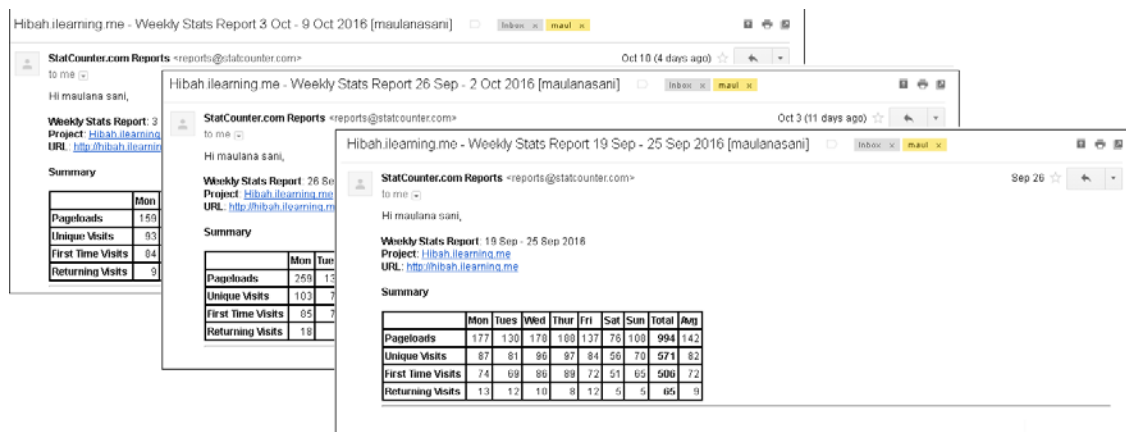 Hibah.ilearning.me - Weekly Stats Report 3 Oct - 9 Oct 2016 [maulanasani] Inbox x maul x
StatCounter.com Reports <reports@statcounter.com> Oct 10 (4 days ago)
to me
Hi maulana sani,
Weekly Stats Report: 3
Project: Hibah.ilearning
URL: http://hibah.ilearnin
Summary
Mon
Pageloads 159
Unique Visits 93
First Time Visits 84
Returning Visits 9
Hibah.ilearning.me - Weekly Stats Report 26 Sep - 2 Oct 2016 [maulanasani] Inbox x maul x
StatCounter.com Reports <reports@statcounter.com> Oct 3 (11 days ago)
to me
Hi maulana sani,
Weekly Stats Report: 26 Se
Project: Hibah.ilearning.me
URL: http://hibah.ilearning.m
Summary
Mon Tue
Pageloads 259 13
Unique Visits 103 7
First Time Visits 85 7
Returning Visits 18
Hibah.ilearning.me - Weekly Stats Report 19 Sep - 25 Sep 2016 [maulanasani] Inbox x maul x
StatCounter.com Reports <reports@statcounter.com> Sep 26
to me
Hi maulana sani,
Weekly Stats Report: 19 Sep - 25 Sep 2016
Project: Hibah.ilearning.me
URL: http://hibah.ilearning.me
Summary
Mon Tues Wed Thur Fri Sat Sun Total Avg
Pageloads 177 130 178 188 137 76 108 994 142
Unique Visits 87 81 96 97 84 56 70 571 82
First Time Visits 74 69 86 89 72 51 65 506 72
Returning Visits 13 12 10 8 12 5 5 65 9